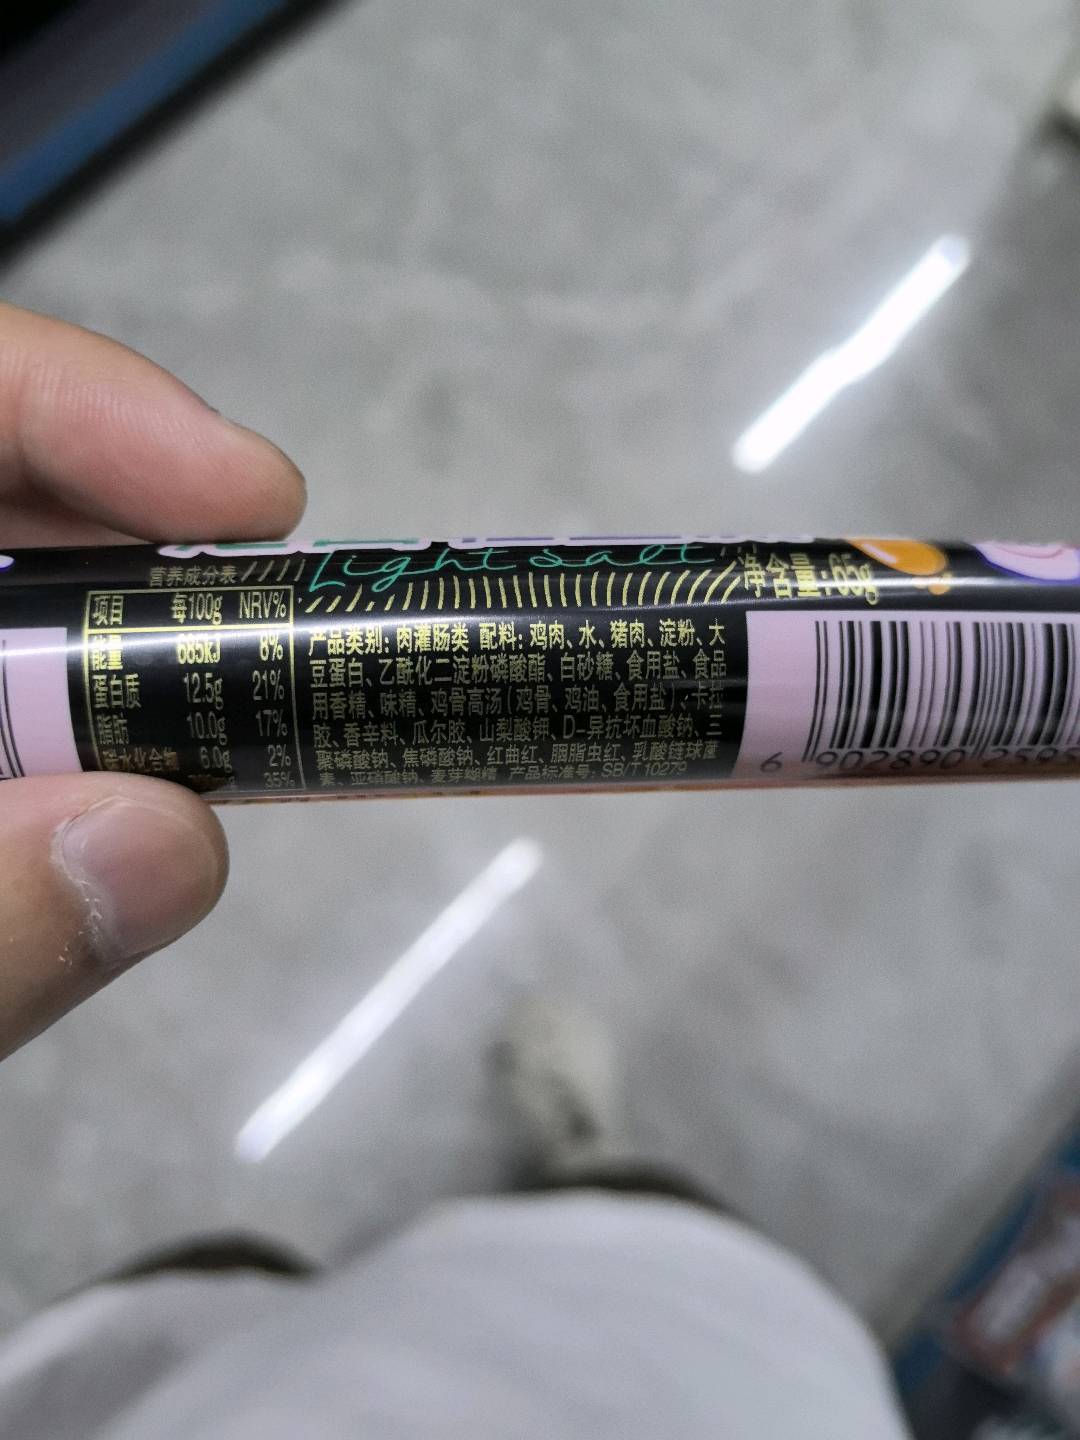 Light salt
营养成分表
净含量:65g
项目 每100g NRV%
能量 685kJ 8%
蛋白质 12.5g 21%
脂肪 10.0g 17%
碳水化合物 6.0g 2%
35%
产品类别: 肉灌肠类 配料: 鸡肉、水、猪肉、淀粉、大
豆蛋白、乙酰化二淀粉磷酸酯、白砂糖、食用盐、食品
用香精、味精、鸡骨高汤(鸡骨、鸡油、食用盐)、卡拉
胶、香辛料、瓜尔胶、山梨酸钾、D-异抗坏血酸钠、三
聚磷酸钠、焦磷酸钠、红曲红、胭脂虫红、乳酸链球菌
素、亚硝酸钠、麦芽糊精 产品标准号: SB/T 10279
6 902890 2595